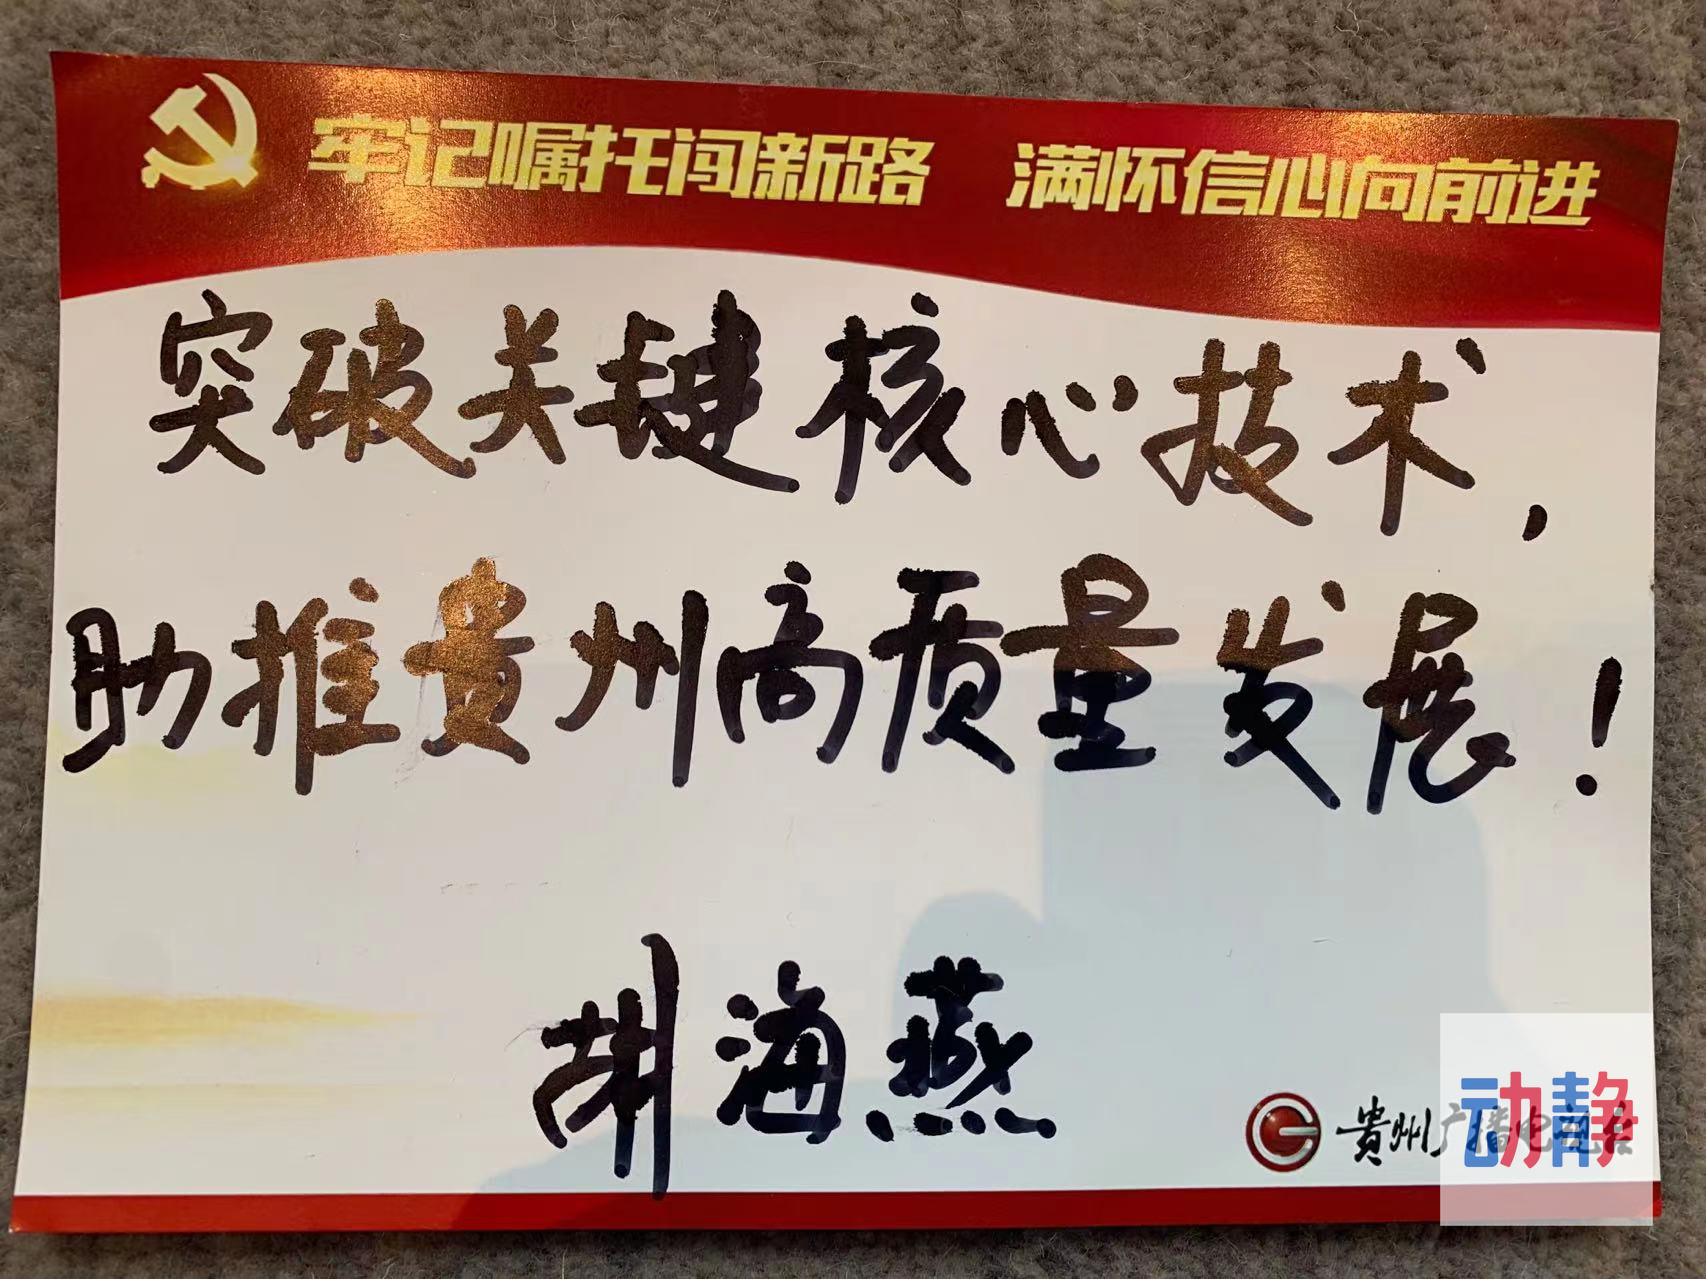 牢记嘱托闯新路 满怀信心向前进
突破关键核心技术,
助推贵州高质量发展!
胡海燕
贵州广播电视台
动静